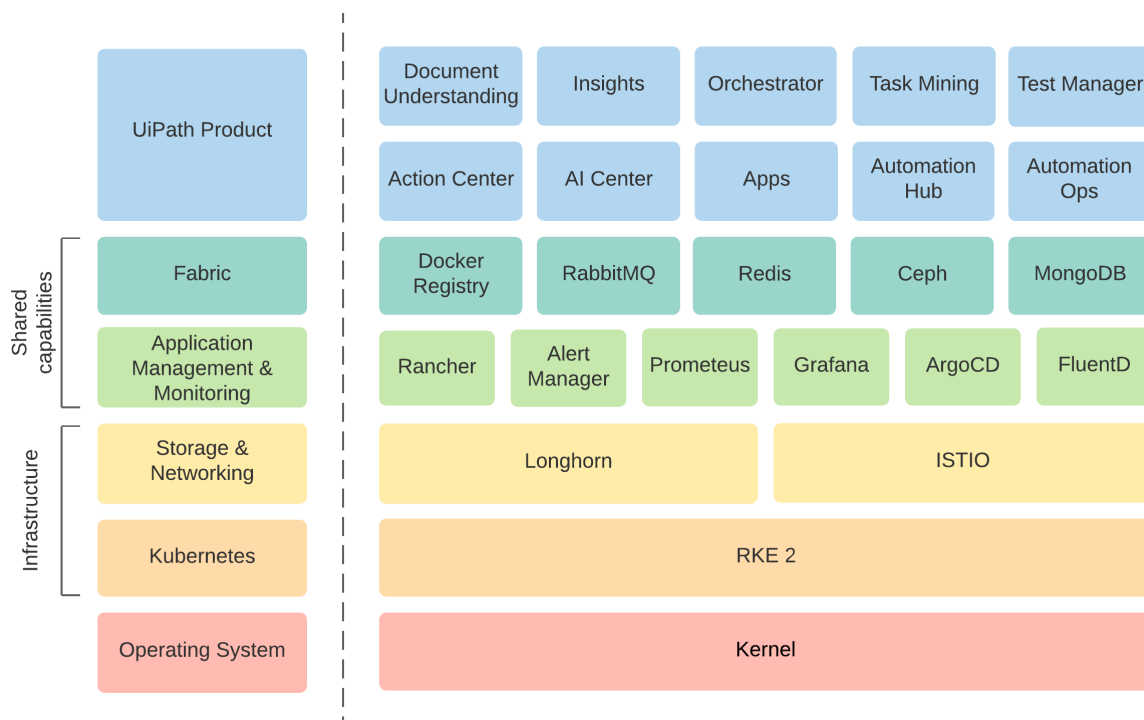 UiPath Product
Document
Understanding
Insights
Orchestrator
Task Mining
Test Manager
Action Center
AI Center
Apps
Automation
Hub
Automation
Ops
Shared
capabilities
Fabric
Docker
Registry
RabbitMQ
Redis
Ceph
MongoDB
Application
Management &
Monitoring
Rancher
Alert
Manager
Prometeus
Grafana
ArgoCD
FluentD
Infrastructure
Storage &
Networking
Longhorn
ISTIO
Kubernetes
RKE 2
Operating System
Kernel